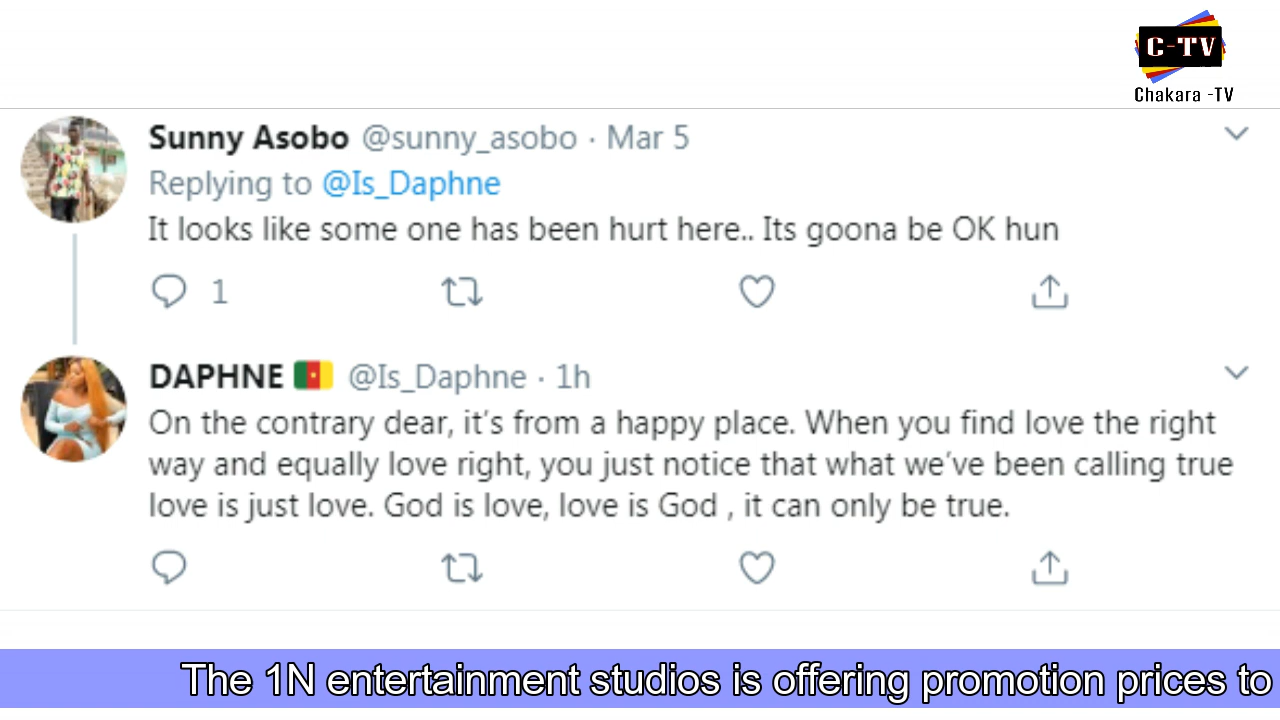 C-TV
Chakara -TV
Sunny Asobo @sunny_asobo · Mar 5
Replying to @Is_Daphne
It looks like some one has been hurt here.. Its goona be OK hun
1
DAPHNE 🇨🇲 @Is_Daphne · 1h
On the contrary dear, it's from a happy place. When you find love the right
way and equally love right, you just notice that what we've been calling true
love is just love. God is love, love is God , it can only be true.
The 1N entertainment studios is offering promotion prices to